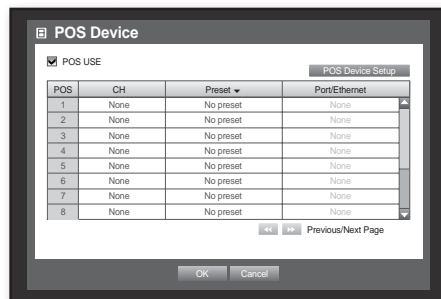 POS Device
POS USE
POS Device Setup
POS CH Preset Port/Ethernet
1 None No preset None
2 None No preset None
3 None No preset None
4 None No preset None
5 None No preset None
6 None No preset None
7 None No preset None
8 None No preset None
Previous/Next Page
OK Cancel